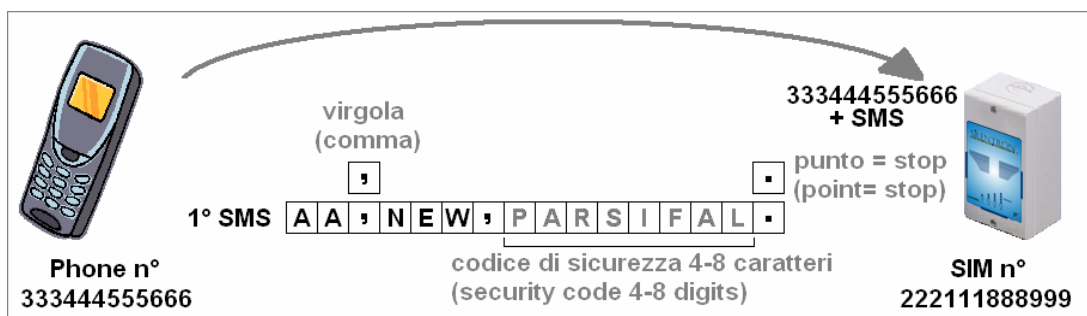 333444555666
+ SMS
virgola
(comma)
,
.
punto = stop
(point= stop)
1° SMS AA,NEW,PARSIFAL.
codice di sicurezza 4-8 caratteri
(security code 4-8 digits)
Phone n°
333444555666
SIM n°
222111888999
SILENTRON